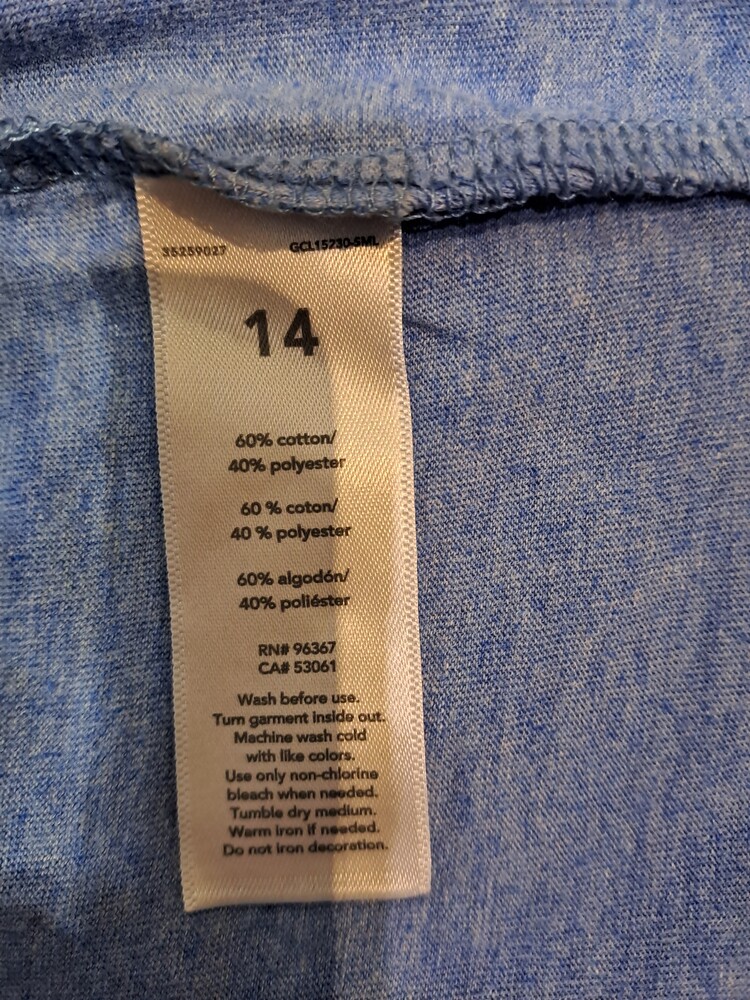 35259027 GCL15230-SML
14
60% cotton/
40% polyester
60 % coton/
40 % polyester
60% algodón/
40% poliéster
RN# 96367
CA# 53061
Wash before use.
Turn garment inside out.
Machine wash cold
with like colors.
Use only non-chlorine
bleach when needed.
Tumble dry medium.
Warm iron if needed.
Do not iron decoration.